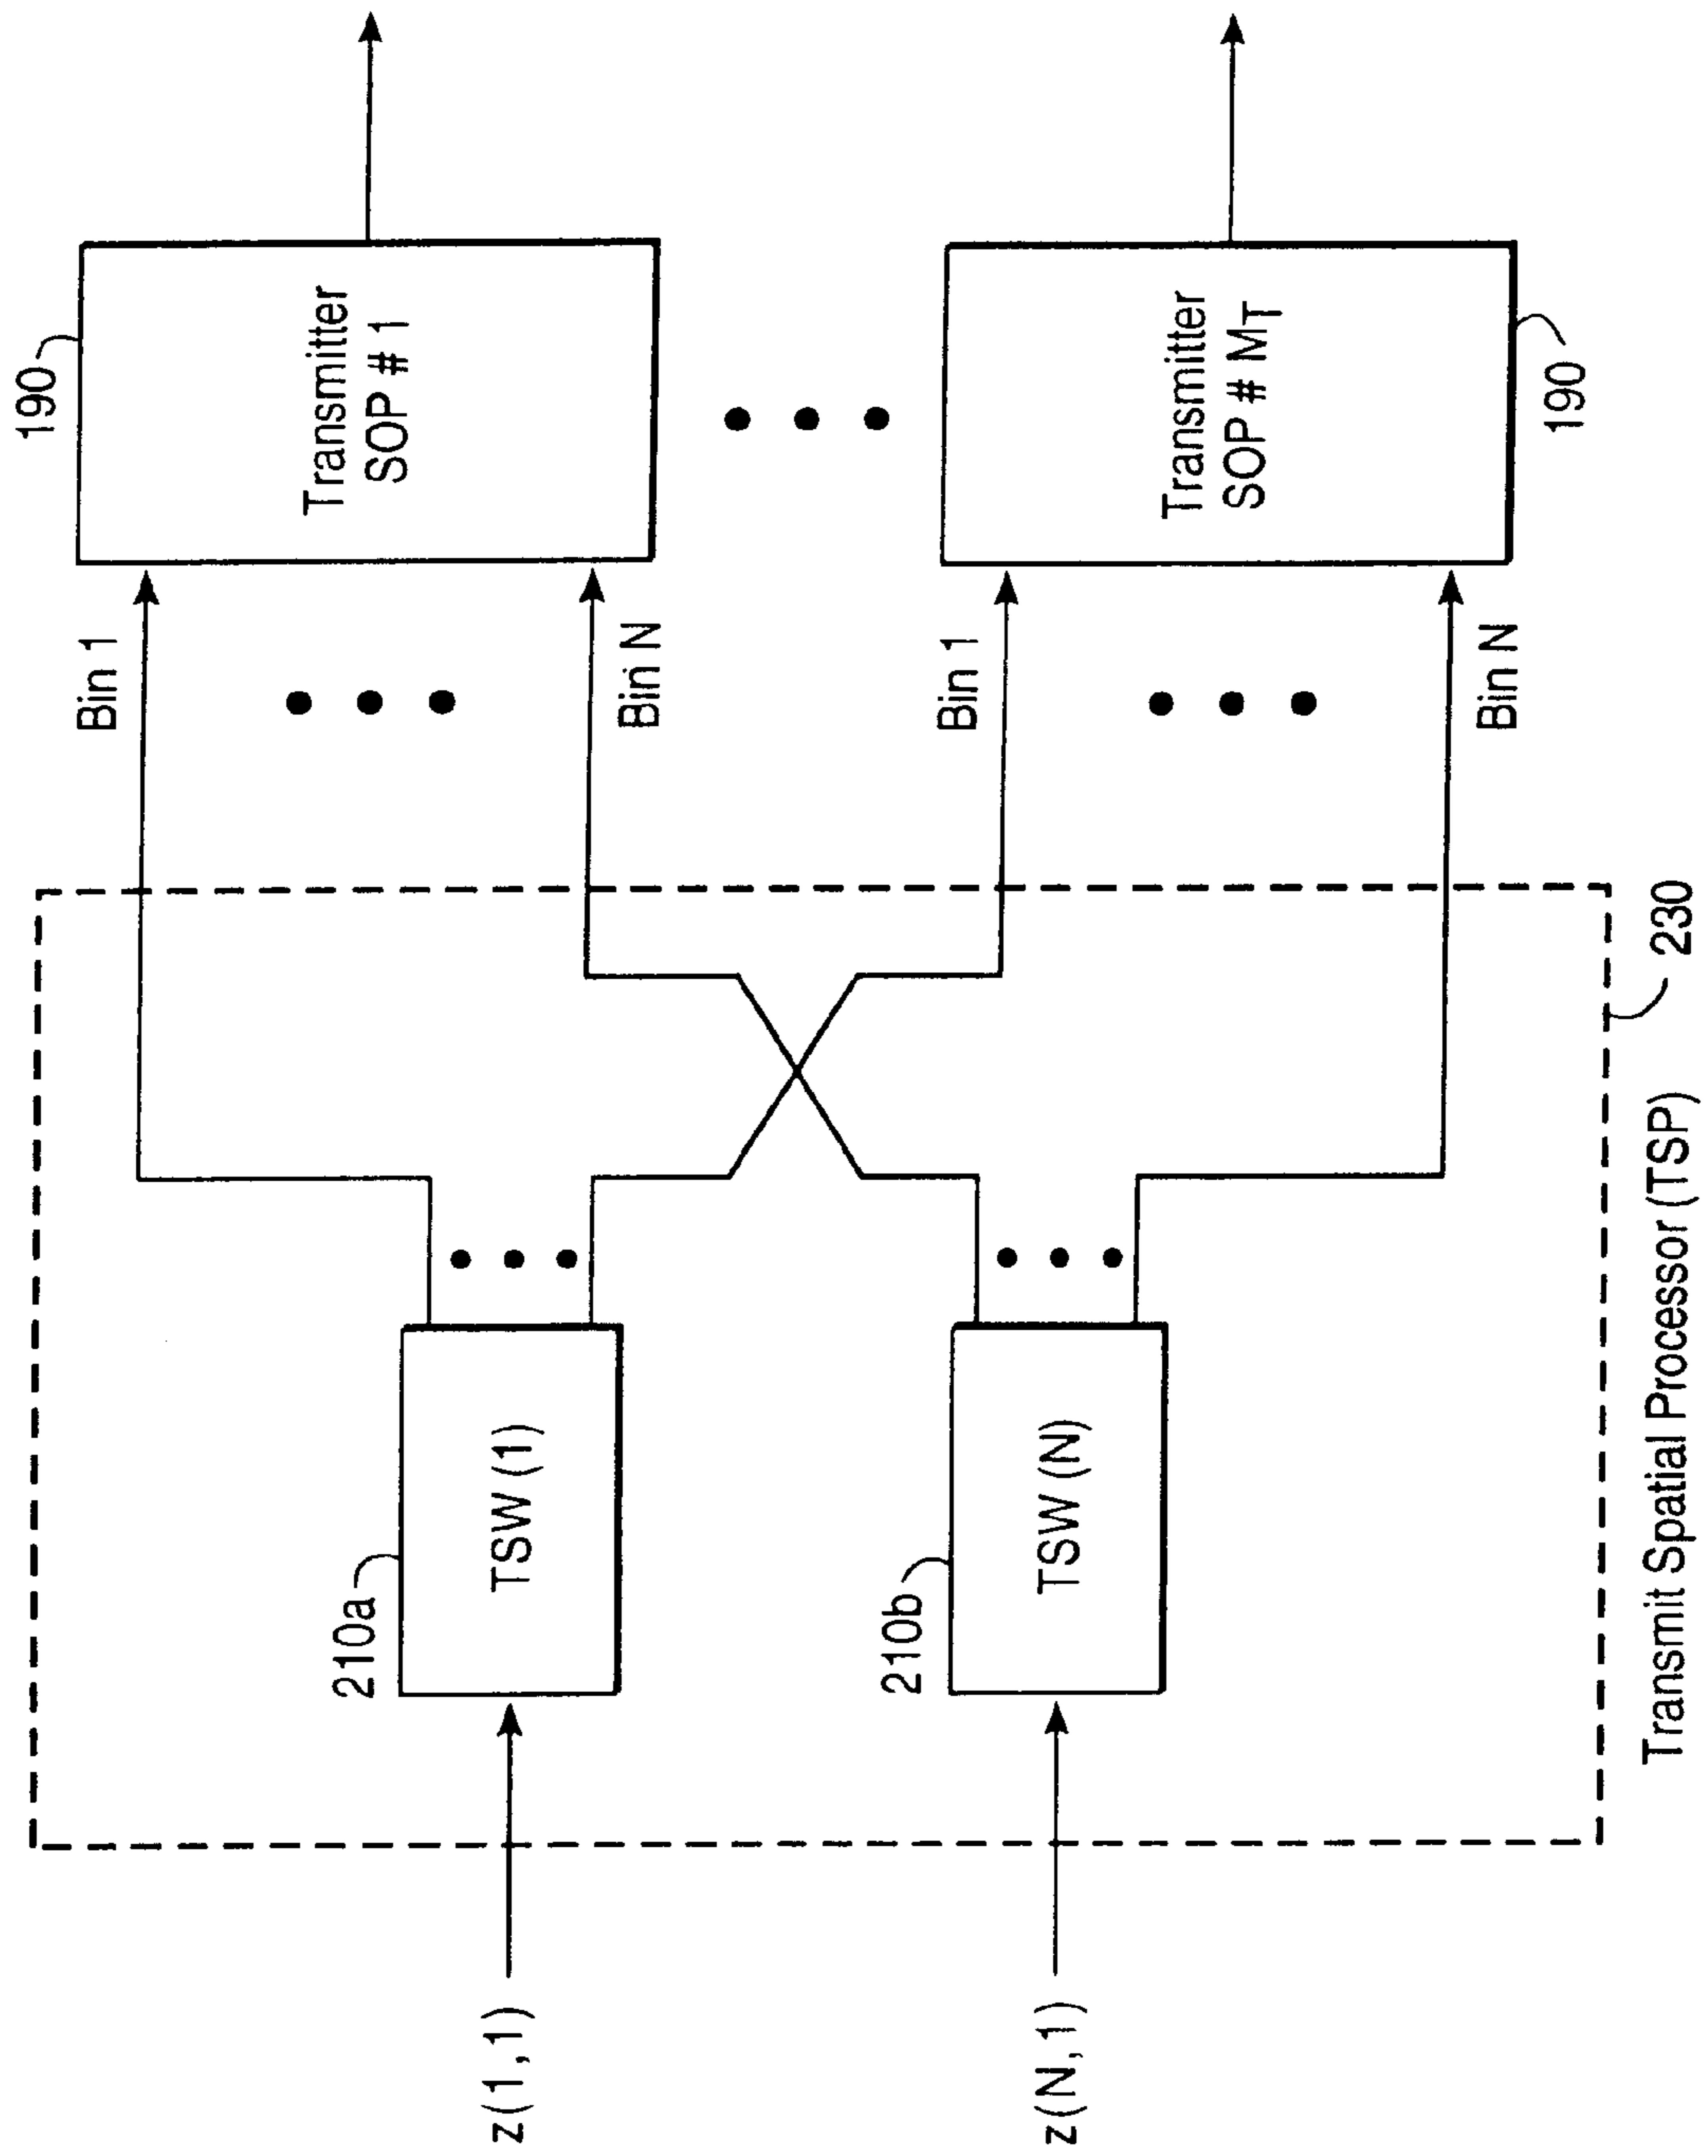 z(1,1)
z(N,1)
210a
TSW (1)
210b
TSW (N)
Transmit Spatial Processor (TSP)
230
Bin 1
Bin N
Bin 1
Bin N
190
Transmitter
SOP # 1
Transmitter
SOP # MT
190